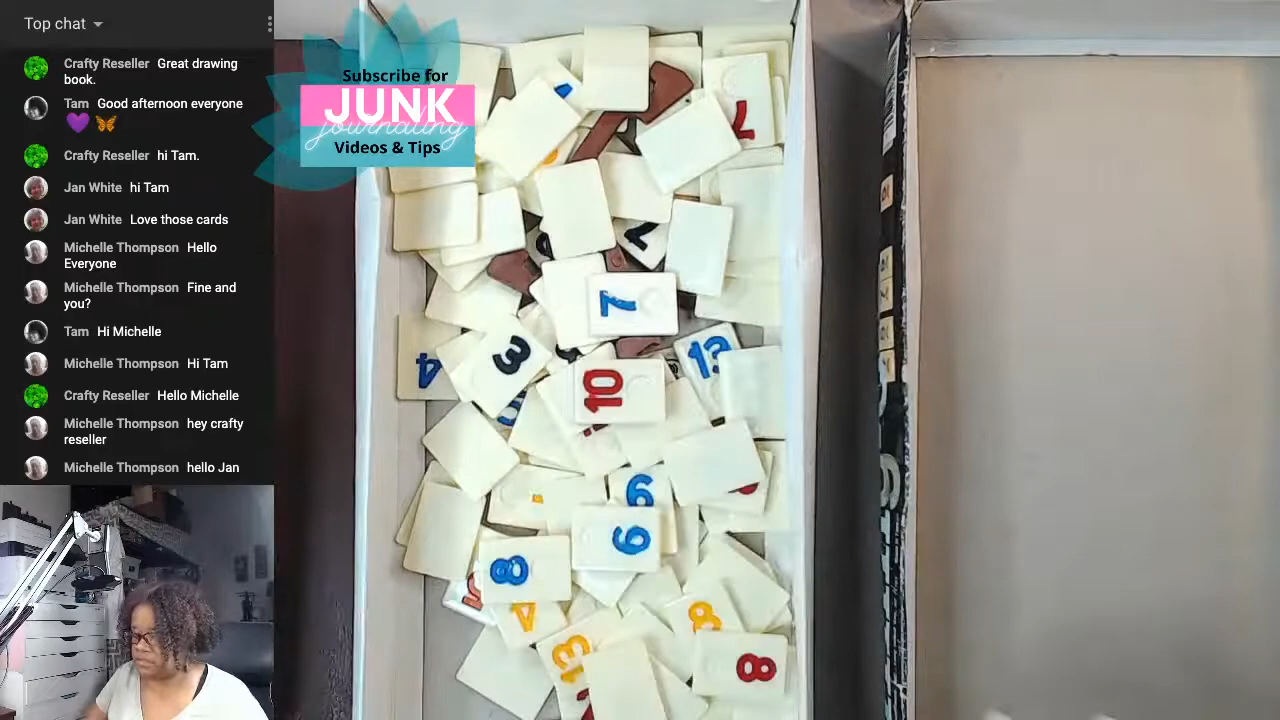 Top chat
Crafty Reseller Great drawing
book.
Tam Good afternoon everyone
Crafty Reseller hi Tam.
Jan White hi Tam
Jan White Love those cards
Michelle Thompson Hello
Everyone
Michelle Thompson Fine and
you?
Tam Hi Michelle
Michelle Thompson Hi Tam
Crafty Reseller Hello Michelle
Michelle Thompson hey crafty
reseller
Michelle Thompson hello Jan
Subscribe for
JUNK
journaling
Videos & Tips
7
7
7
4
3
13
10
6
6
8
4
8
13
8